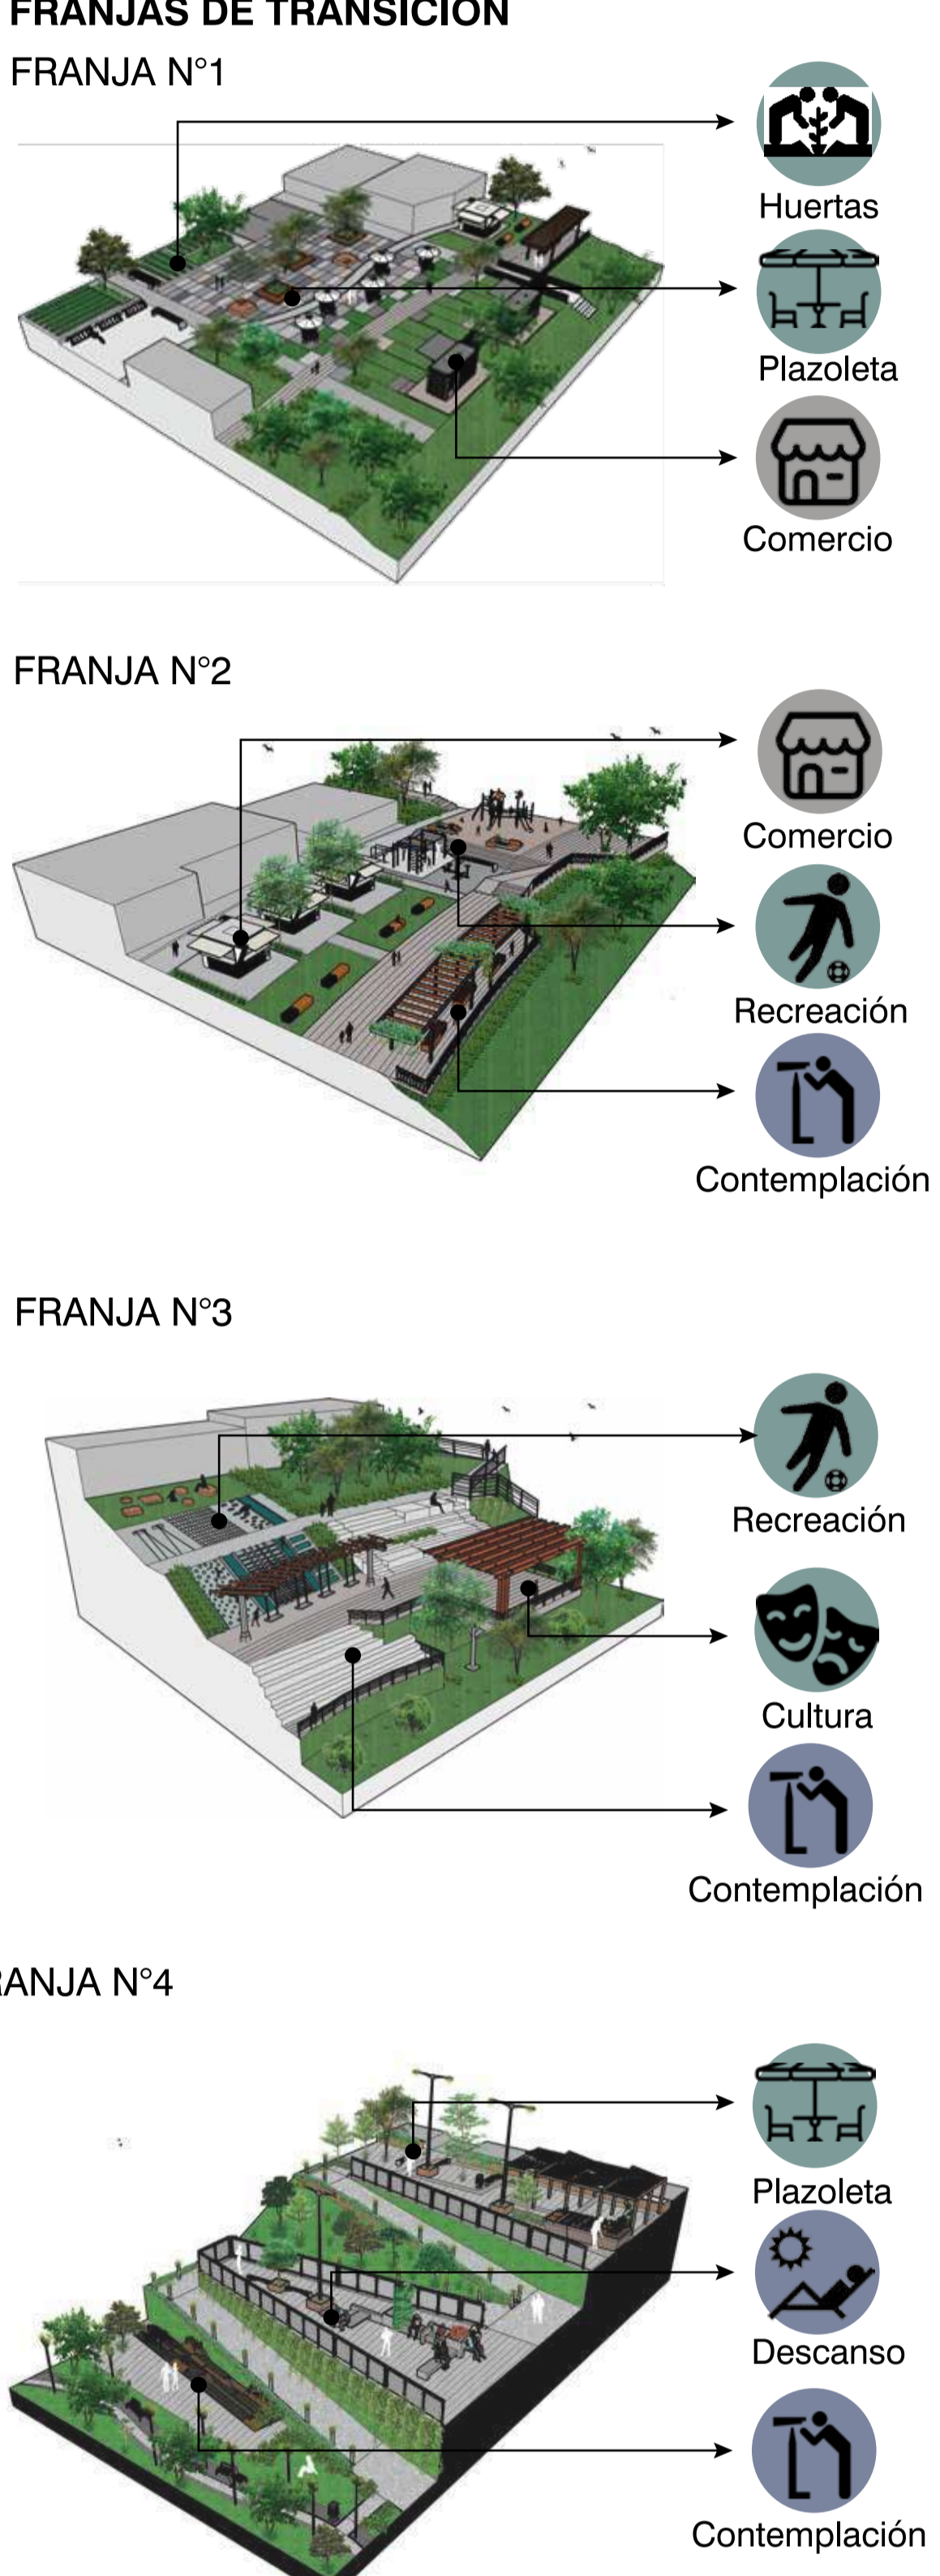 FRANJAS DE TRANSICIÓN
FRANJA N°1
Huertas
Plazoleta
Comercio
FRANJA N°2
Comercio
Recreación
Contemplación
FRANJA N°3
Recreación
Cultura
Contemplación
RANJA N°4
Plazoleta
Descanso
Contemplación